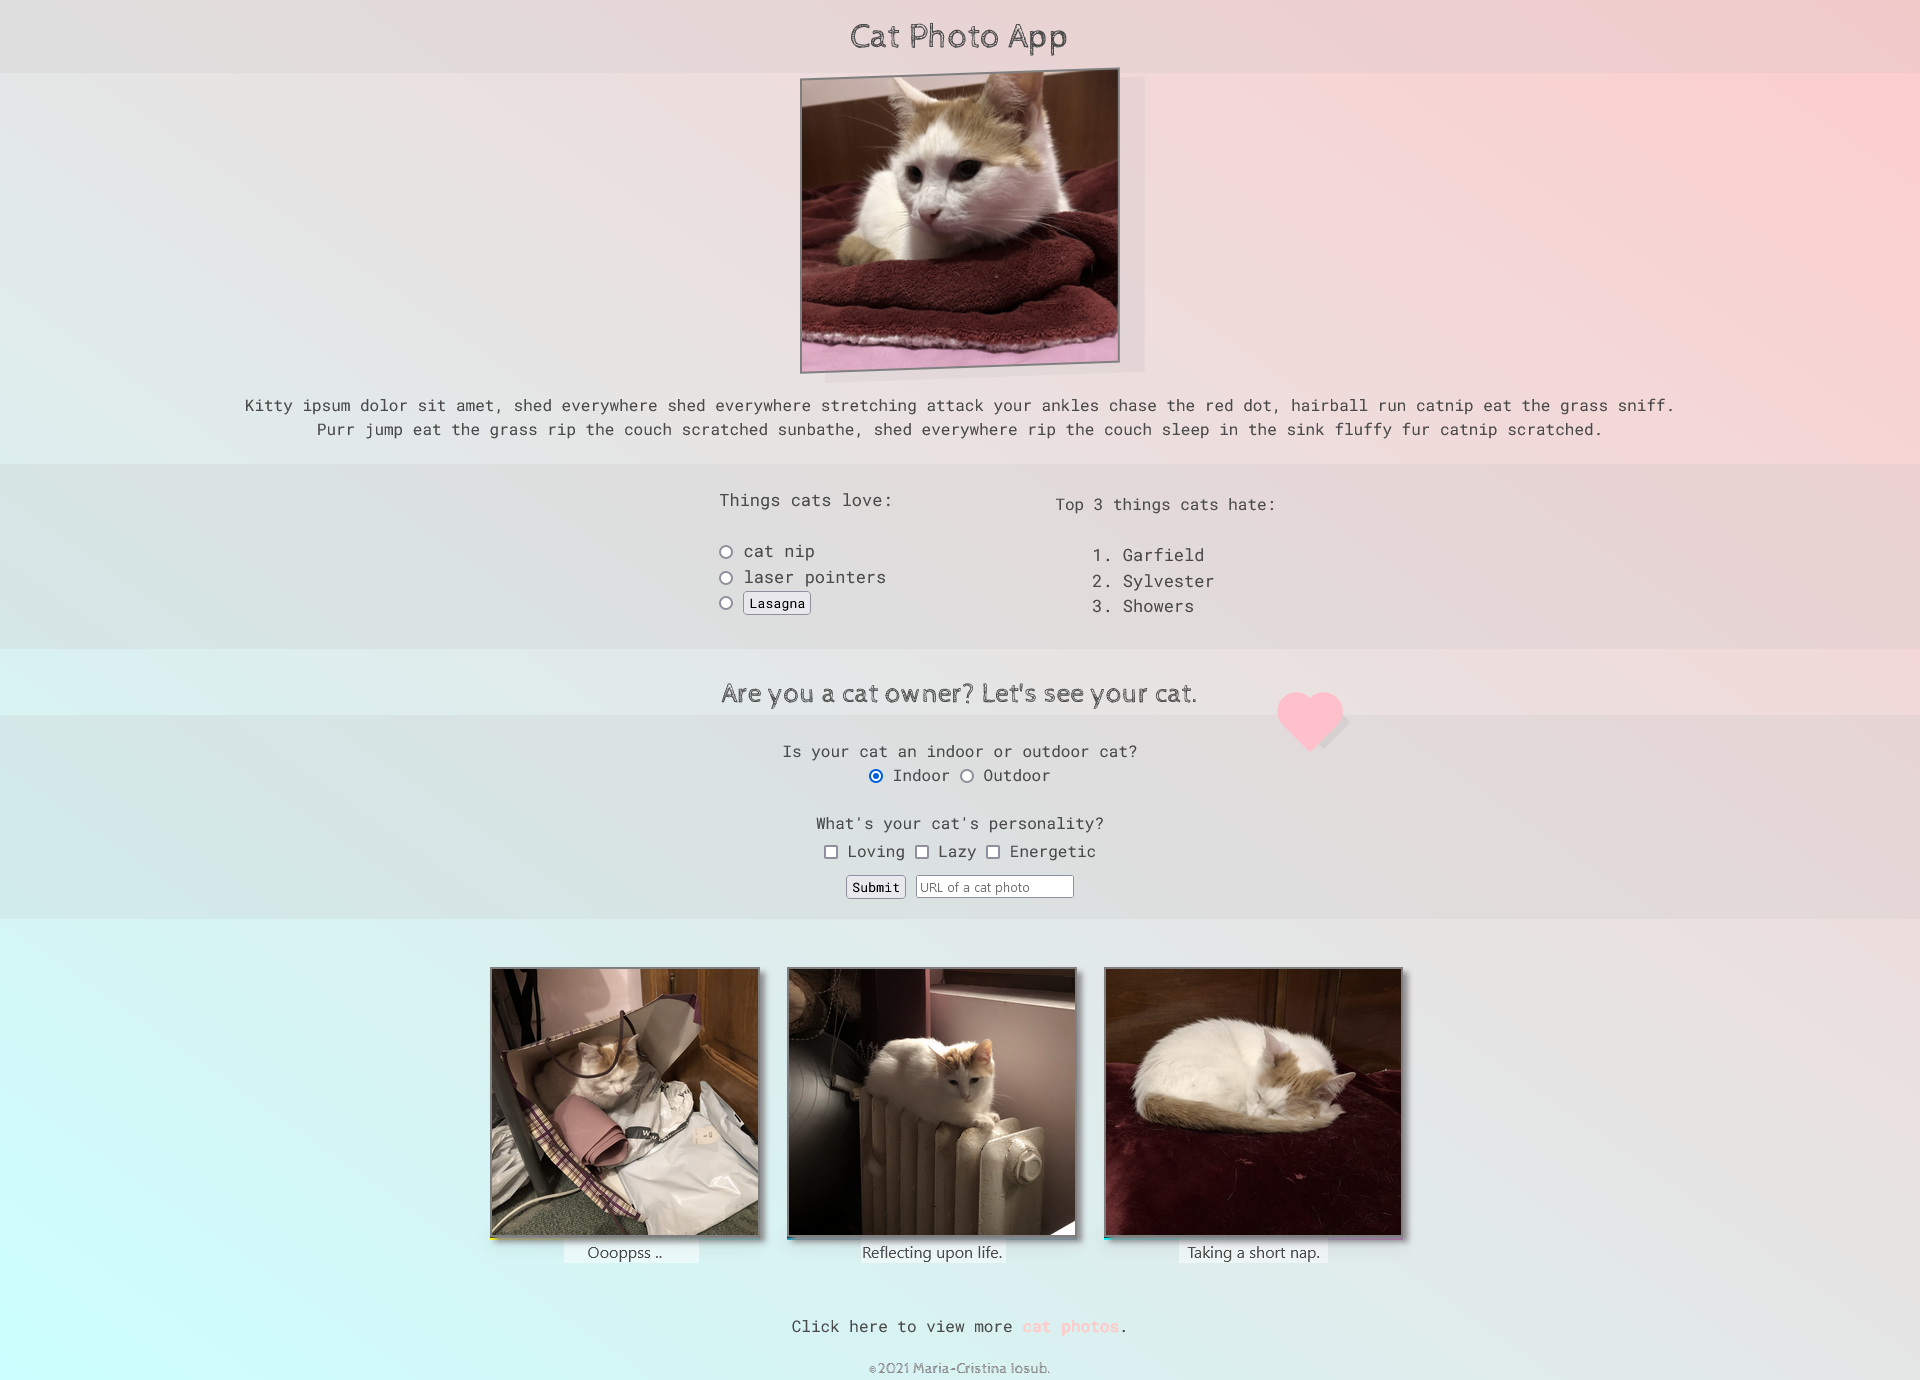 Cat Photo App
Kitty ipsum dolor sit amet, shed everywhere shed everywhere stretching attack your ankles chase the red dot, hairball run catnip eat the grass sniff.
Purr jump eat the grass rip the couch scratched sunbathe, shed everywhere rip the couch sleep in the sink fluffy fur catnip scratched.
Things cats love:
cat nip
laser pointers
Lasagna
Top 3 things cats hate:
1. Garfield
2. Sylvester
3. Showers
Are you a cat owner? Let's see your cat.
Is your cat an indoor or outdoor cat?
Indoor Outdoor
What's your cat's personality?
Loving Lazy Energetic
Submit URL of a cat photo
Oooppss ..
Reflecting upon life.
Taking a short nap.
Click here to view more cat photos.
©2021 Maria-Cristina Iosub.